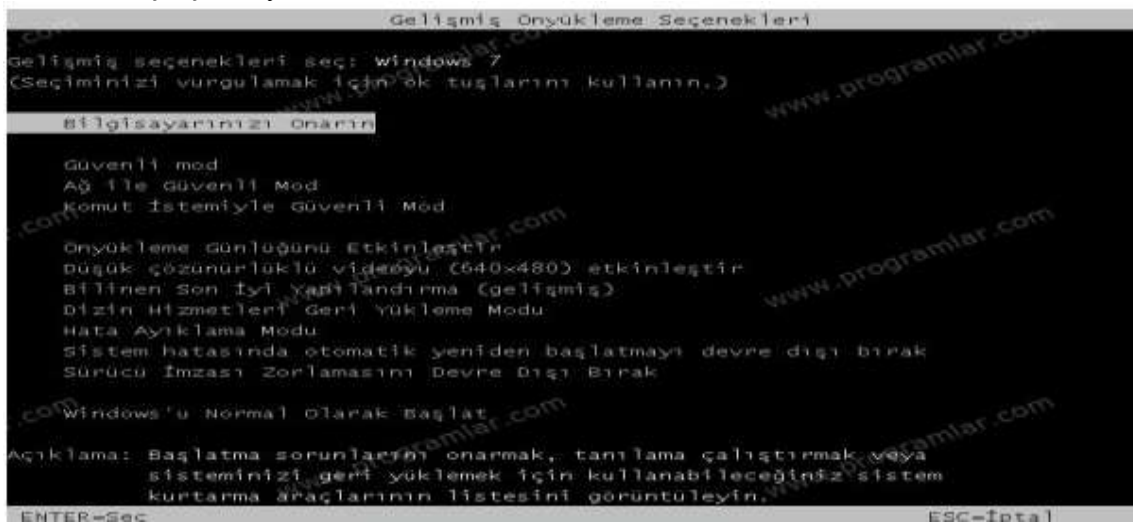 Gelişmiş Önyükleme Seçenekleri
Gelişmiş seçenekleri seç: Windows 7
(Seçiminizi vurgulamak için ok tuşlarını kullanın.)
Bilgisayarınızı Onarın
Güvenli mod
Ağ ile Güvenli Mod
Komut İstemiyle Güvenli Mod
Önyükleme Günlüğünü Etkinleştir
Düşük çözünürlüklü videoyu (640x480) etkinleştir
Bilinen Son İyi Yapılandırma (gelişmiş)
Dizin Hizmetleri Geri Yükleme Modu
Hata Ayıklama Modu
Sistem hatasında otomatik yeniden başlatmayı devre dışı bırak
Sürücü İmzası Zorlamasını Devre Dışı Bırak
Windows'u Normal Olarak Başlat
Açıklama: Başlatma sorunlarını onarmak, tanılama çalıştırmak veya
sisteminizi geri yüklemek için kullanabileceğiniz sistem
kurtarma araçlarının listesini görüntüleyin.
ENTER=Seç ESC=İptal
www.programlar.com